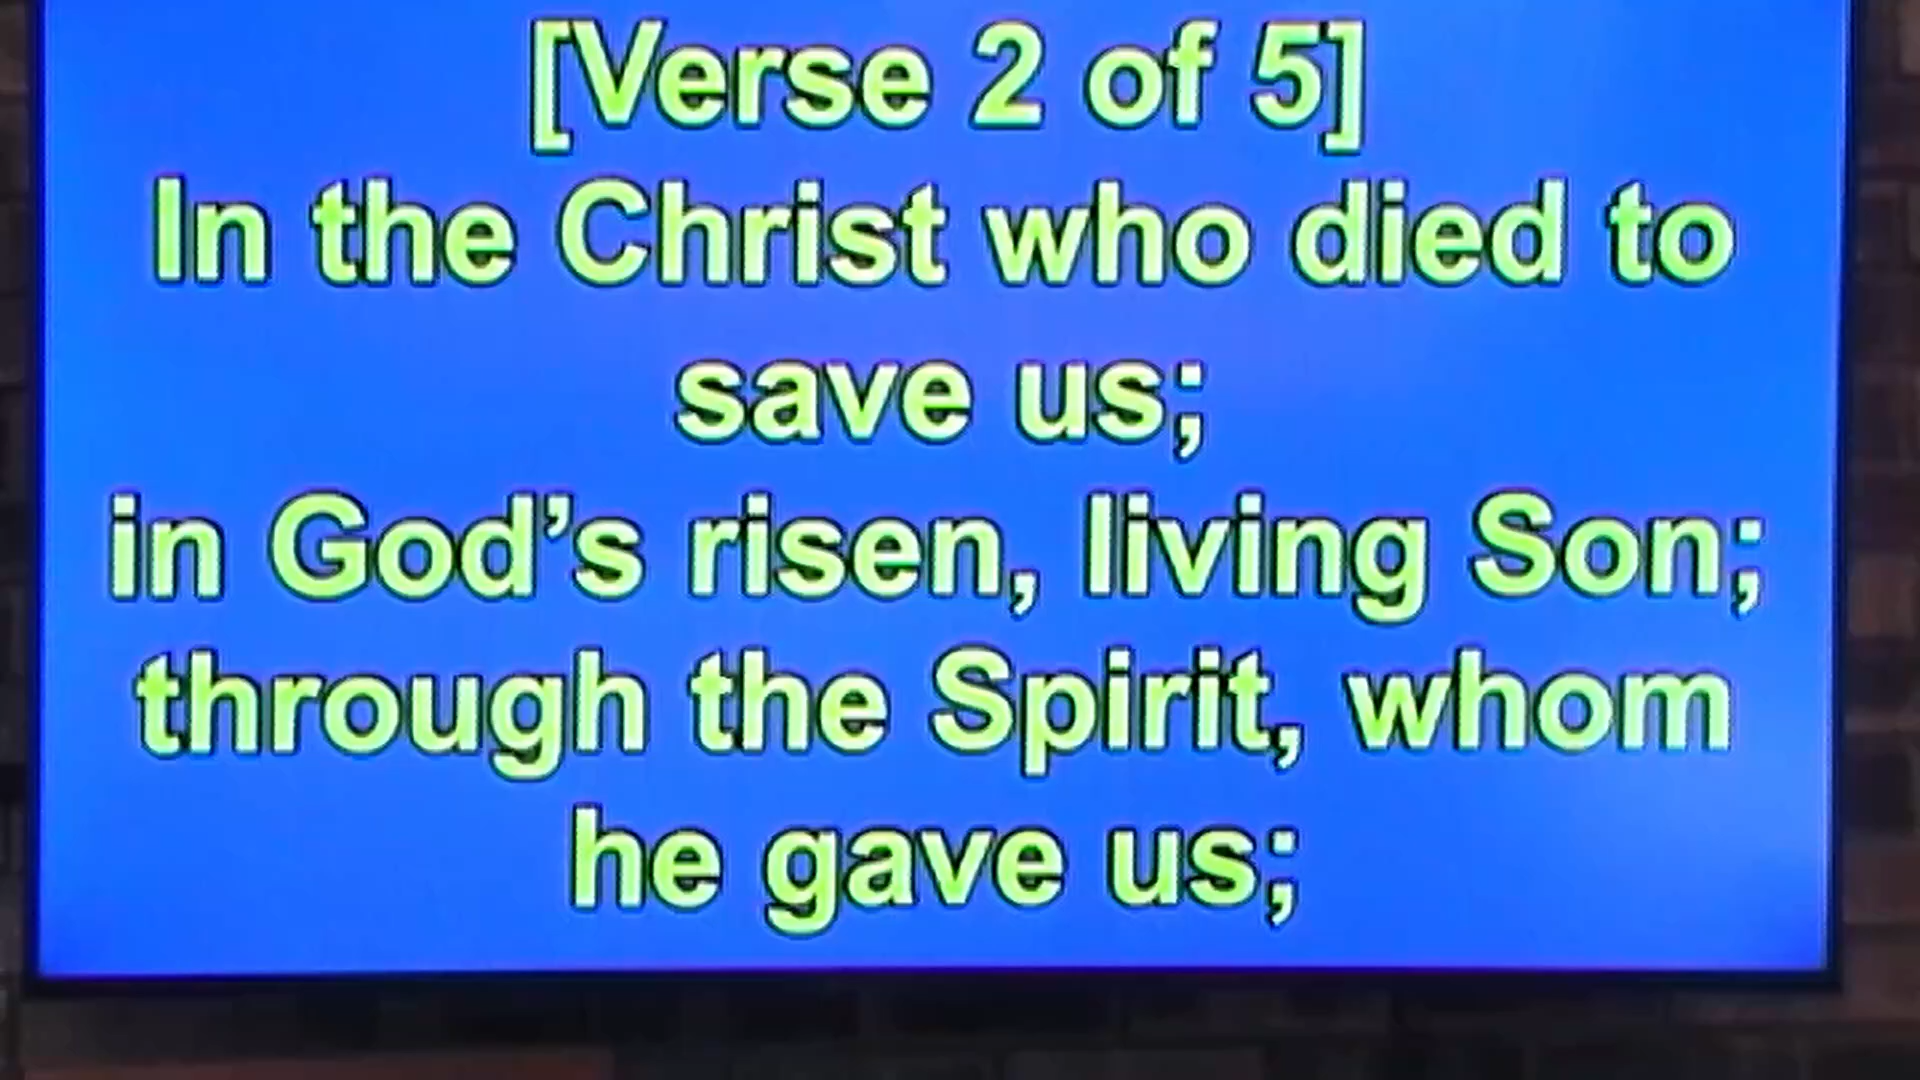 [Verse 2 of 5]
In the Christ who died to
save us;
in God’s risen, living Son;
through the Spirit, whom
he gave us;